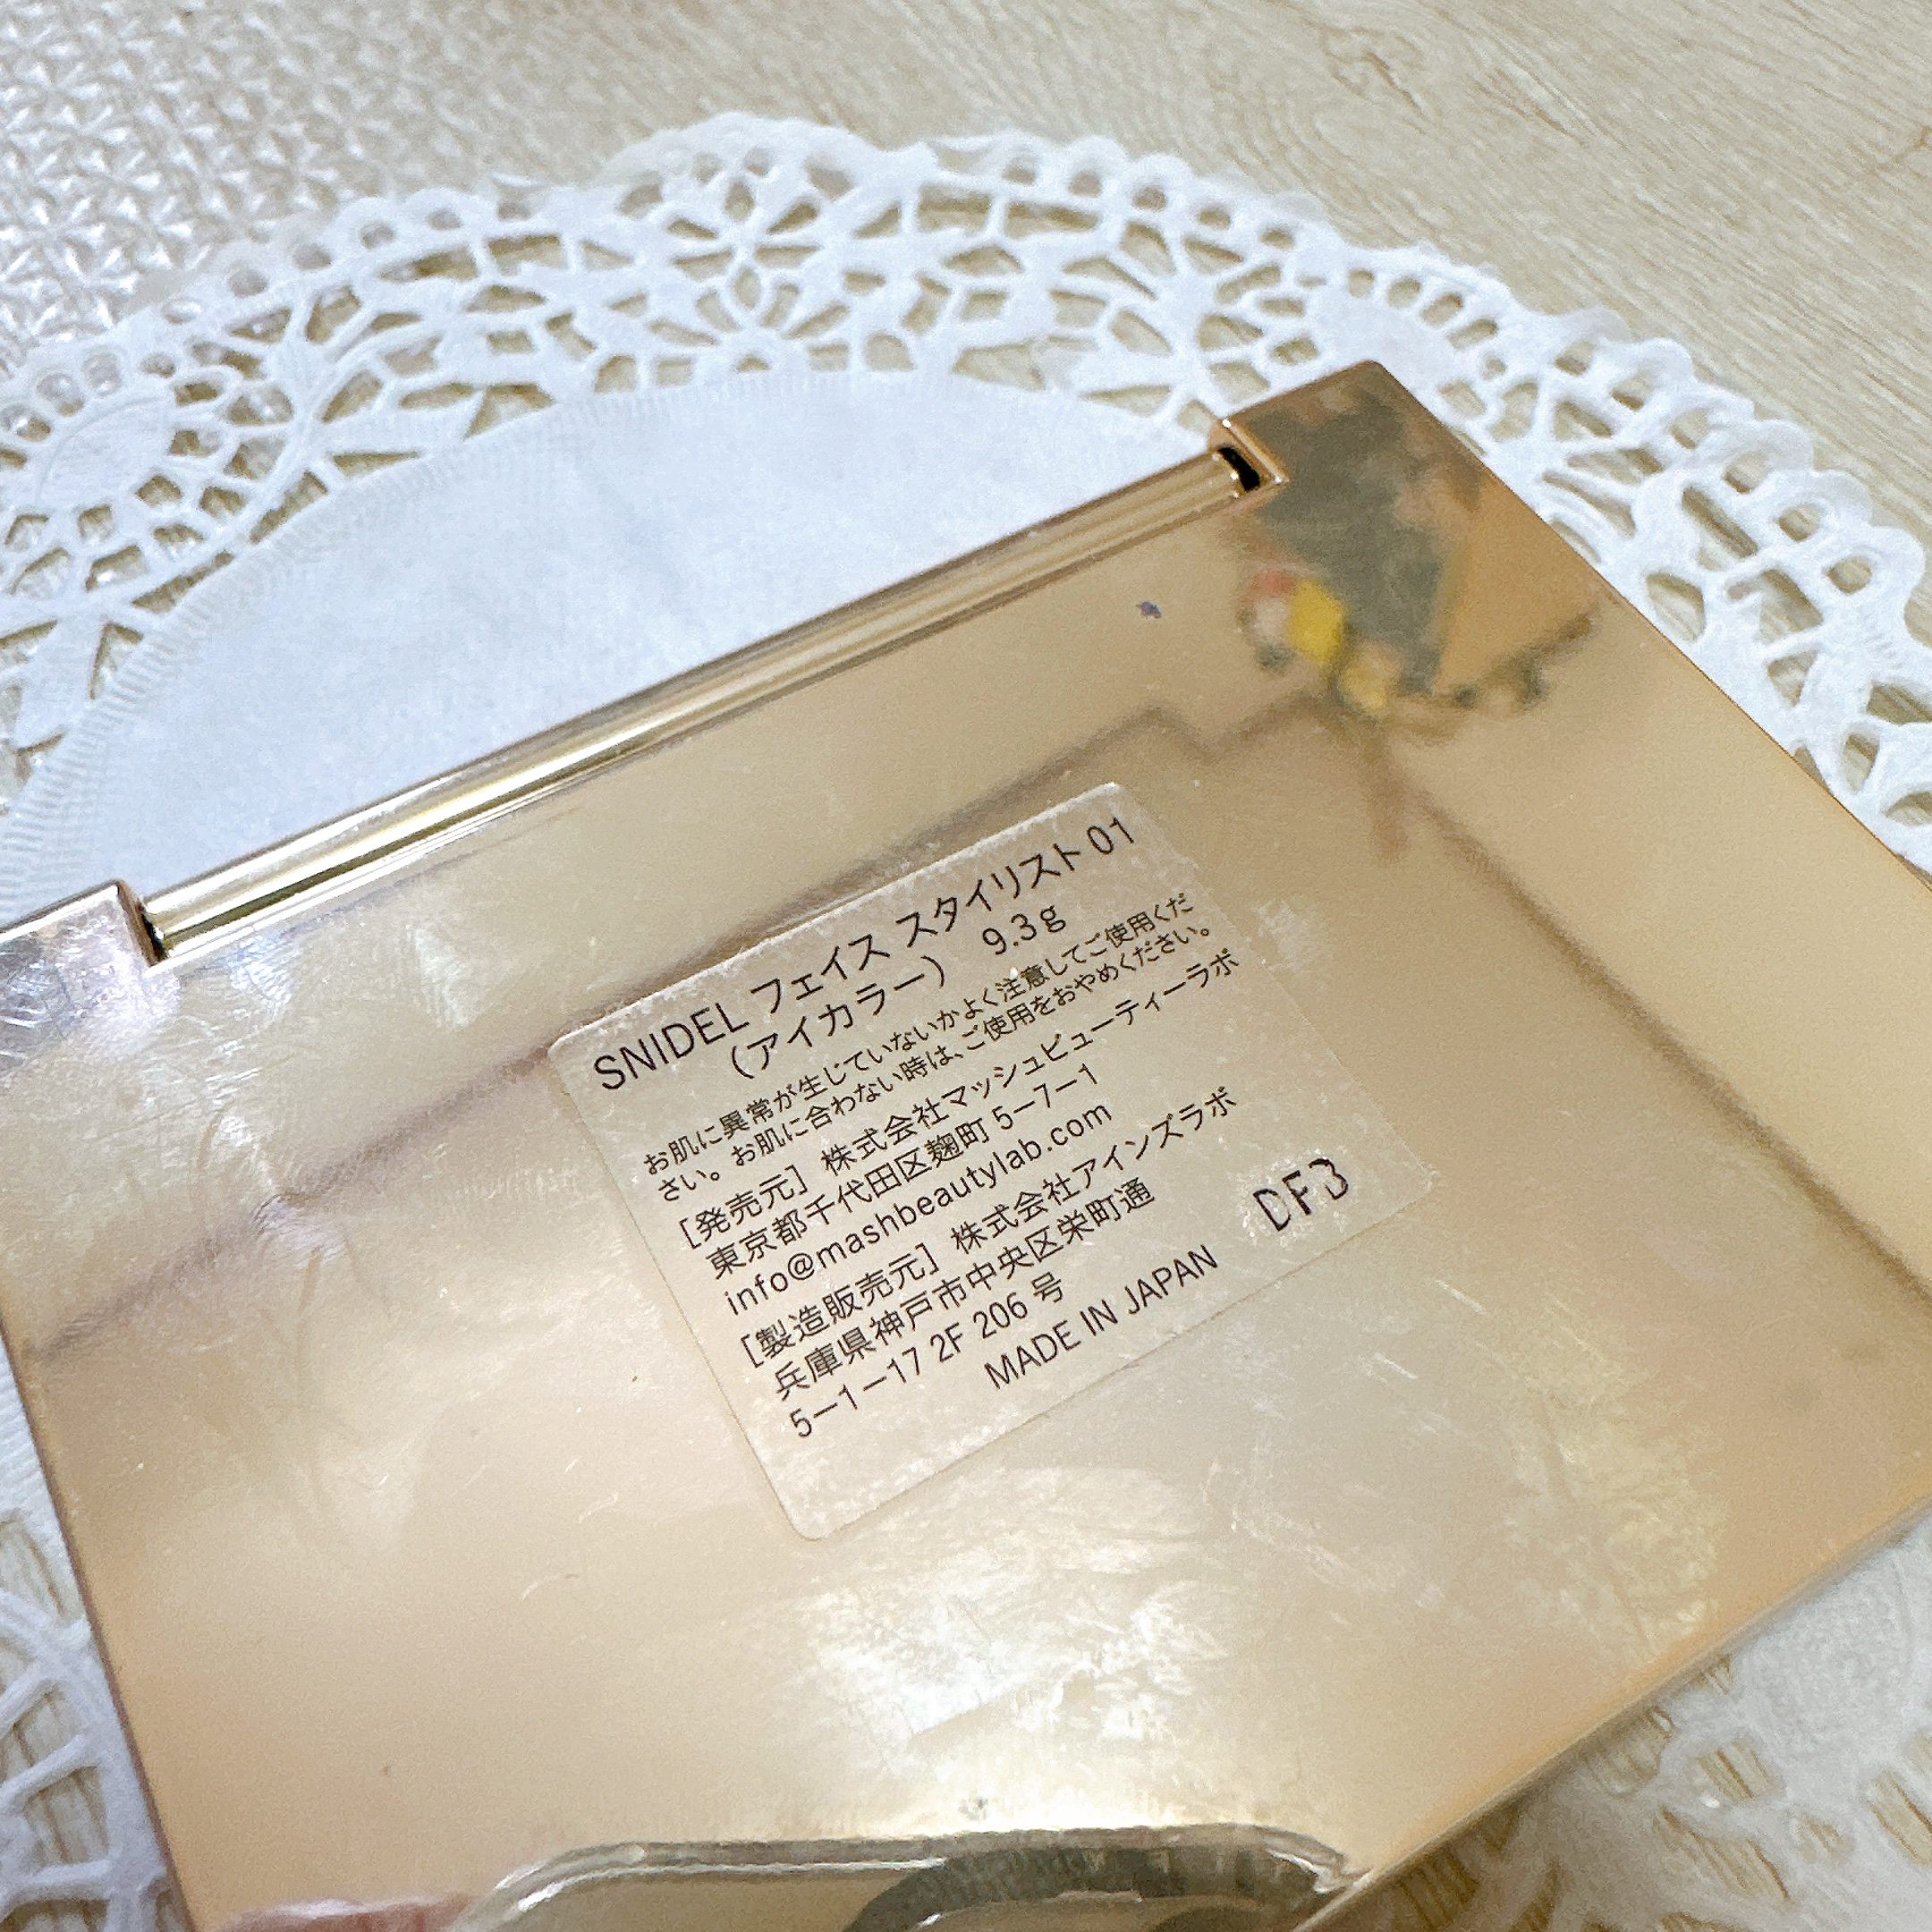 SNIDEL フェイス スタイリスト 01
（アイカラー） 9.3g
お肌に異常が生じていないかよく注意してご使用くだ
さい。お肌に合わない時は、ご使用をおやめください。
［発売元］ 株式会社マッシュビューティーラボ
東京都千代田区麹町 5−7−1
info@mashbeautylab.com
［製造販売元］ 株式会社アインズラボ
兵庫県神戸市中央区栄町通
5−1−17 2F 206 号
MADE IN JAPAN
DF3